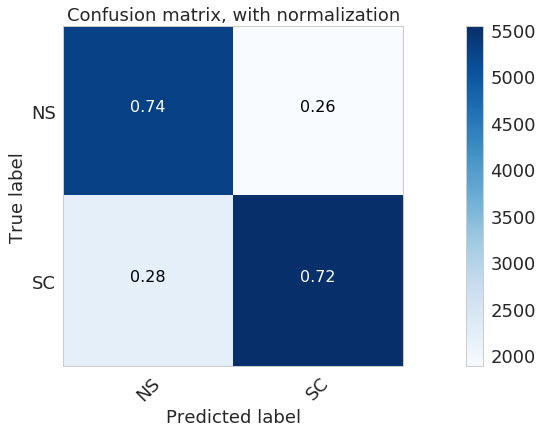 Confusion matrix, with normalization
True label
NS
0.74
0.26
SC
0.28
0.72
NS
SC
Predicted label
5500
5000
4500
4000
3500
3000
2500
2000